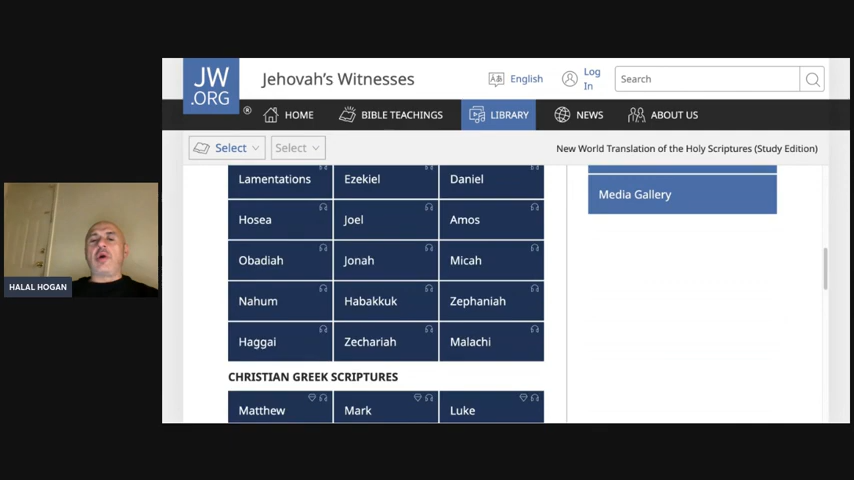 JW
.ORG
®
Jehovah's Witnesses
English
Log
In
Search
HOME
BIBLE TEACHINGS
LIBRARY
NEWS
ABOUT US
Select
Select
New World Translation of the Holy Scriptures (Study Edition)
Lamentations Ezekiel Daniel
Media Gallery
Hosea Joel Amos
Obadiah Jonah Micah
HALAL HOGAN
Nahum Habakkuk Zephaniah
Haggai Zechariah Malachi
CHRISTIAN GREEK SCRIPTURES
Matthew Mark Luke